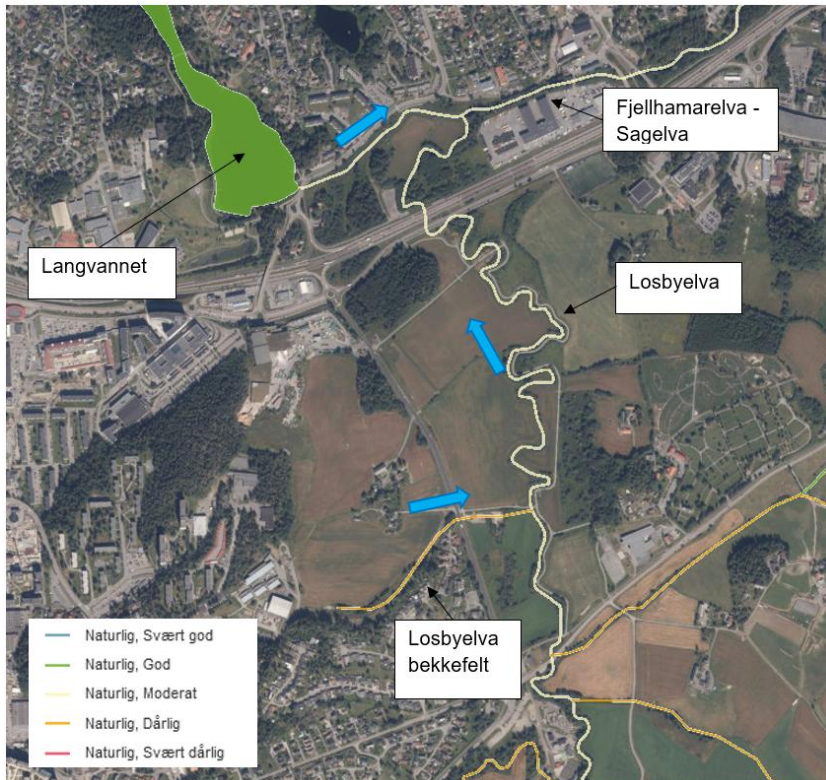 Fjellhamarelva -
Sagelva
Langvannet
Losbyelva
Losbyelva
bekkefelt
Naturlig, Svært god
Naturlig, God
Naturlig, Moderat
Naturlig, Dårlig
Naturlig, Svært dårlig